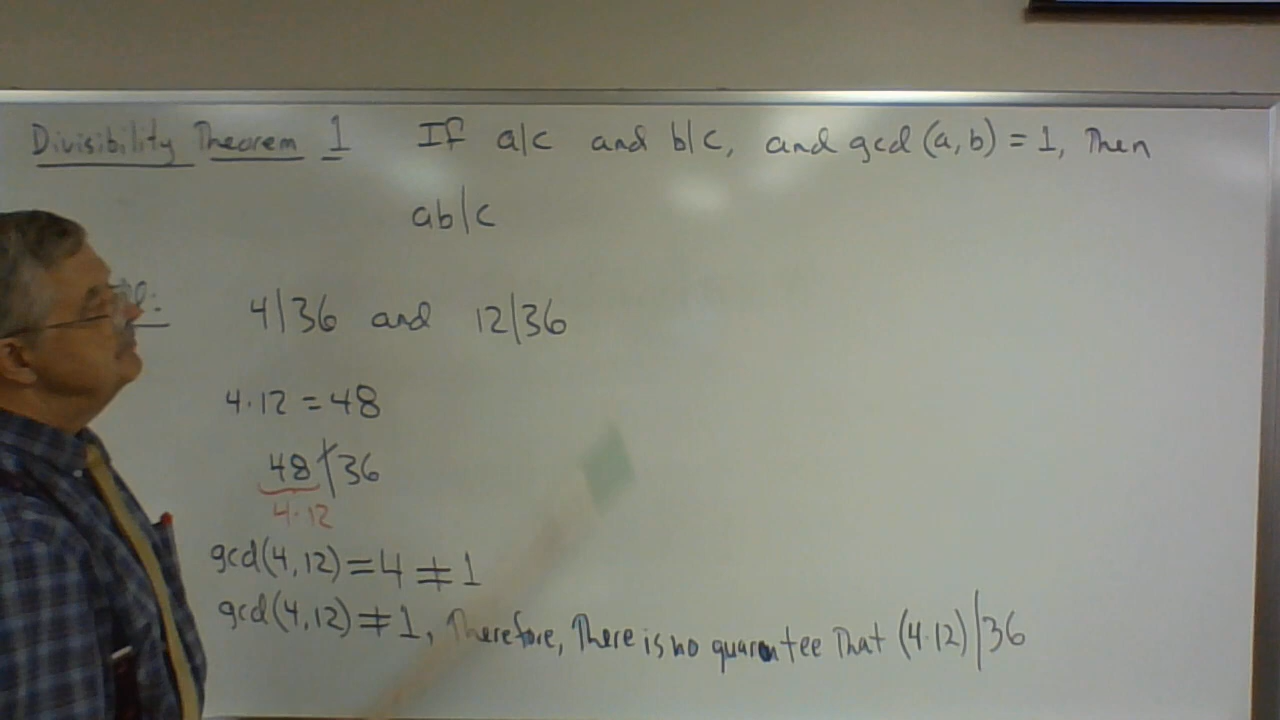 Divisibility Theorem 1 If a|c and b|c, and gcd(a,b) = 1, Then
ab|c
4|36 and 12|36
4·12 = 48
48∤36
4·12
gcd(4,12) = 4 ≠ 1
gcd(4,12) ≠ 1, Therefore, There is no guarantee That (4·12)|36